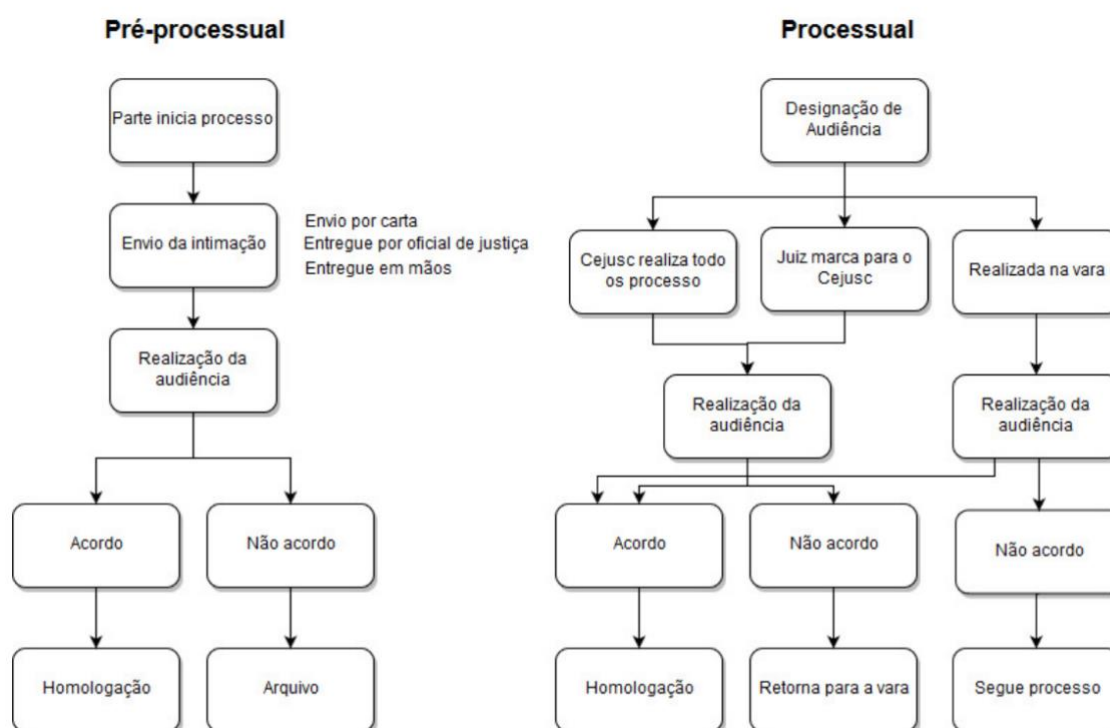 Pré-processual
Parte inicia processo
Envio da intimação
Envio por carta
Entregue por oficial de justiça
Entregue em mãos
Realização da
audiência
Acordo
Não acordo
Homologação
Arquivo
Processual
Designação de
Audiência
Cejusc realiza todo
os processo
Juiz marca para o
Cejusc
Realizada na vara
Realização da
audiência
Realização da
audiência
Acordo
Não acordo
Não acordo
Homologação
Retorna para a vara
Segue processo